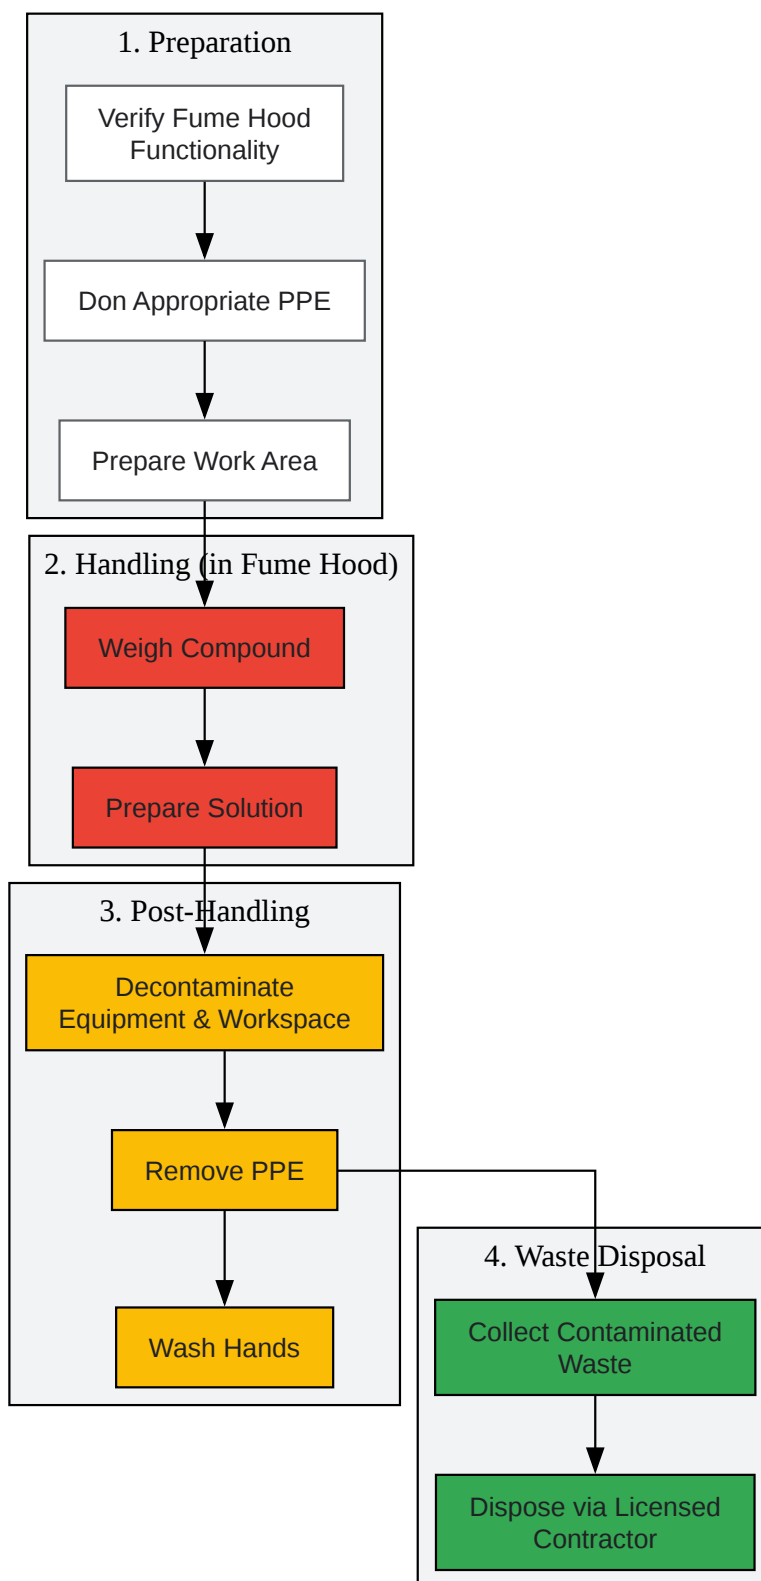 1. Preparation
Verify Fume Hood
Functionality
Don Appropriate PPE
Prepare Work Area
2. Handling (in Fume Hood)
Weigh Compound
Prepare Solution
3. Post-Handling
Decontaminate
Equipment & Workspace
Remove PPE
Wash Hands
4. Waste Disposal
Collect Contaminated
Waste
Dispose via Licensed
Contractor